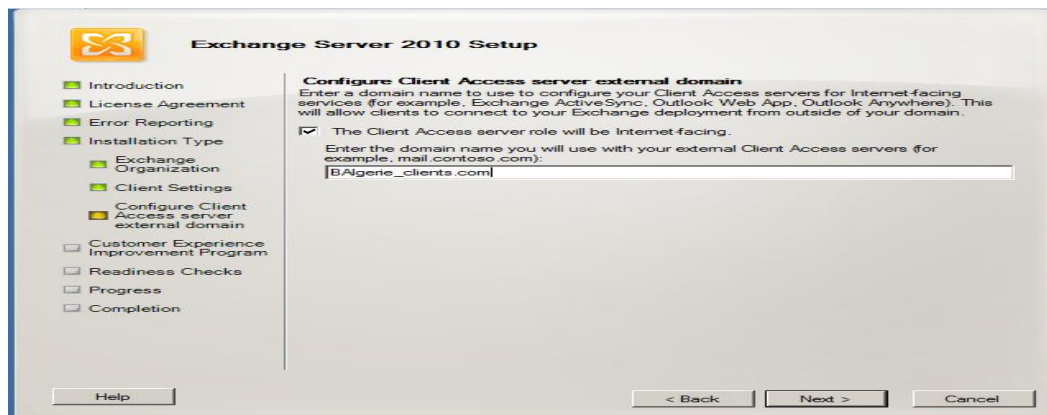 Exchange Server 2010 Setup
Introduction
License Agreement
Error Reporting
Installation Type
Exchange
Organization
Client Settings
Configure Client
Access server
external domain
Customer Experience
Improvement Program
Readiness Checks
Progress
Completion
Configure Client Access server external domain
Enter a domain name to use to configure your Client Access servers for Internet-facing
services (for example, Exchange ActiveSync, Outlook Web App, Outlook Anywhere). This
will allow clients to connect to your Exchange deployment from outside of your domain.
The Client Access server role will be Internet-facing.
Enter the domain name you will use with your external Client Access servers (for
example, mail.contoso.com):
BAlgerie_clients.com
Help
< Back
Next >
Cancel